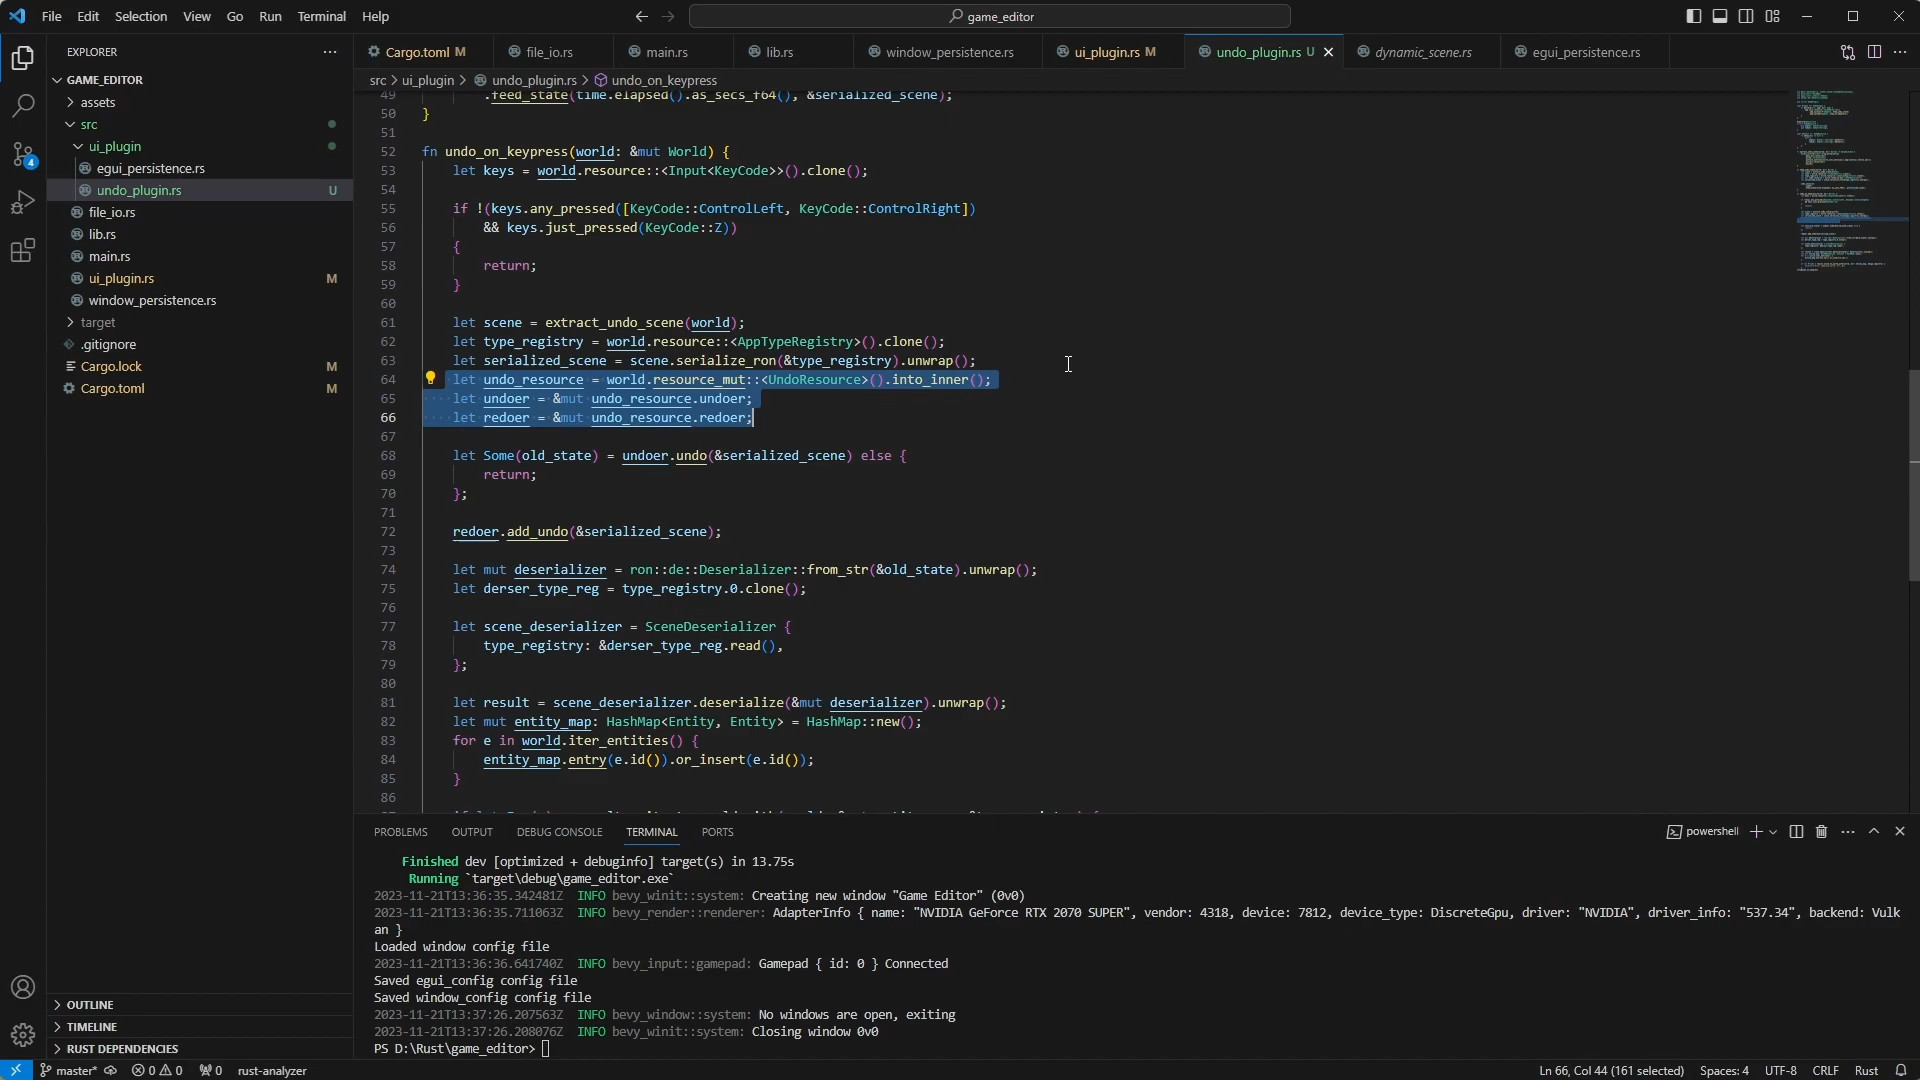 File Edit Selection View Go Run Terminal Help
game_editor
EXPLORER
GAME_EDITOR
assets
src
ui_plugin
egui_persistence.rs
undo_plugin.rs U
file_io.rs
lib.rs
main.rs
ui_plugin.rs M
window_persistence.rs
target
.gitignore
Cargo.lock M
Cargo.toml M
OUTLINE
TIMELINE
RUST DEPENDENCIES
Cargo.toml M file_io.rs main.rs lib.rs window_persistence.rs ui_plugin.rs M undo_plugin.rs U dynamic_scene.rs egui_persistence.rs
src > ui_plugin > undo_plugin.rs > undo_on_keypress
49 .feed_state(time.elapsed().as_secs_f64(), &serialized_scene);
50 }
51
52 fn undo_on_keypress(world: &mut World) {
53 let keys = world.resource::<Input<KeyCode>>().clone();
54
55 if !(keys.any_pressed([KeyCode::ControlLeft, KeyCode::ControlRight])
56 && keys.just_pressed(KeyCode::Z))
57 {
58 return;
59 }
60
61 let scene = extract_undo_scene(world);
62 let type_registry = world.resource::<AppTypeRegistry>().clone();
63 let serialized_scene = scene.serialize_ron(&type_registry).unwrap();
64 let undo_resource = world.resource_mut::<UndoResource>().into_inner();
65 let undoer = &mut undo_resource.undoer;
66 let redoer = &mut undo_resource.redoer;
67
68 let Some(old_state) = undoer.undo(&serialized_scene) else {
69 return;
70 };
71
72 redoer.add_undo(&serialized_scene);
73
74 let mut deserializer = ron::de::Deserializer::from_str(&old_state).unwrap();
75 let derser_type_reg = type_registry.0.clone();
76
77 let scene_deserializer = SceneDeserializer {
78 type_registry: &derser_type_reg.read(),
79 };
80
81 let result = scene_deserializer.deserialize(&mut deserializer).unwrap();
82 let mut entity_map: HashMap<Entity, Entity> = HashMap::new();
83 for e in world.iter_entities() {
84 entity_map.entry(e.id()).or_insert(e.id());
85 }
86
PROBLEMS OUTPUT DEBUG CONSOLE TERMINAL PORTS
powershell
Finished dev [optimized + debuginfo] target(s) in 13.75s
Running `target\debug\game_editor.exe`
2023-11-21T13:36:35.342481Z INFO bevy_winit::system: Creating new window "Game Editor" (0v0)
2023-11-21T13:36:35.711063Z INFO bevy_render::renderer: AdapterInfo { name: "NVIDIA GeForce RTX 2070 SUPER", vendor: 4318, device: 7812, device_type: DiscreteGpu, driver: "NVIDIA", driver_info: "537.34", backend: Vulk
an }
Loaded window config file
2023-11-21T13:36:36.641740Z INFO bevy_input::gamepad: Gamepad { id: 0 } Connected
Saved egui_config config file
Saved window_config config file
2023-11-21T13:37:26.207563Z INFO bevy_window::system: No windows are open, exiting
2023-11-21T13:37:26.208076Z INFO bevy_winit::system: Closing window 0v0
PS D:\Rust\game_editor>
4
master* 0 0 0 rust-analyzer
Ln 66, Col 44 (161 selected) Spaces: 4 UTF-8 CRLF Rust